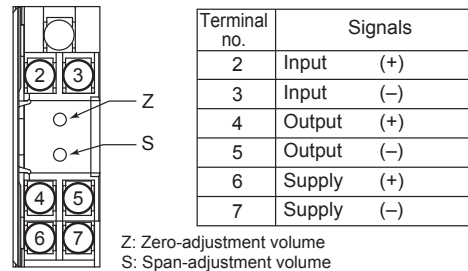 2 3
Z
S
4 5
6 7
Terminal no. Signals
2 Input (+)
3 Input (–)
4 Output (+)
5 Output (–)
6 Supply (+)
7 Supply (–)
Z: Zero-adjustment volume
S: Span-adjustment volume